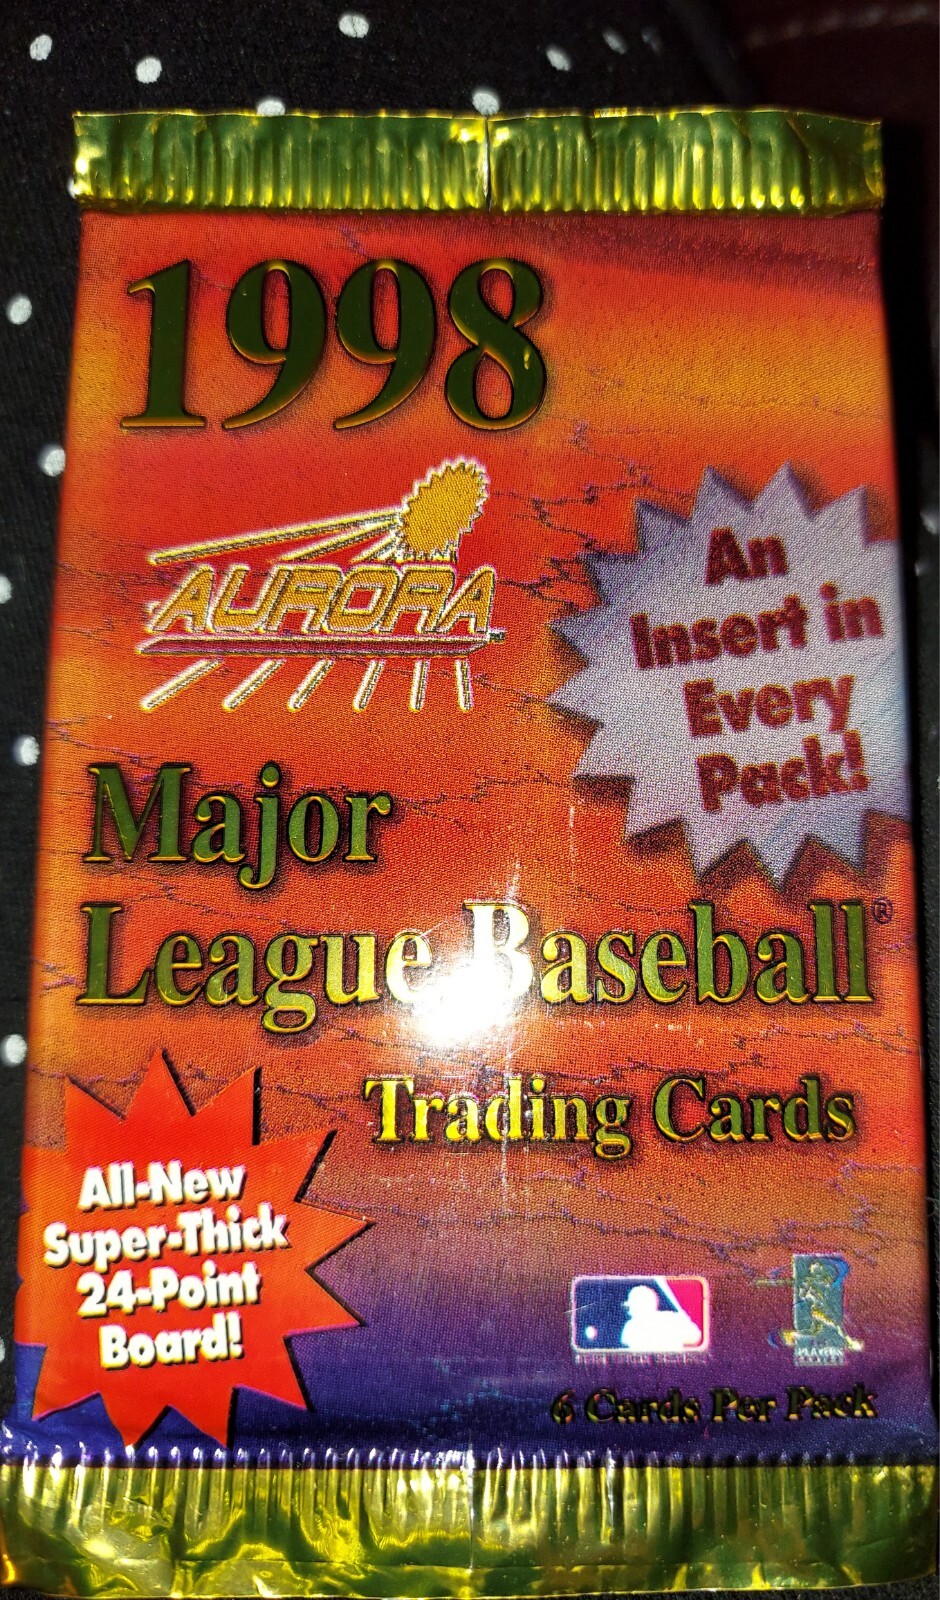 1998
AURORA
An
Insert in
Every
Pack!
Major
League Baseball®
Trading Cards
All-New
Super-Thick
24-Point
Board!
PLAYERS
6 Cards Per Pack